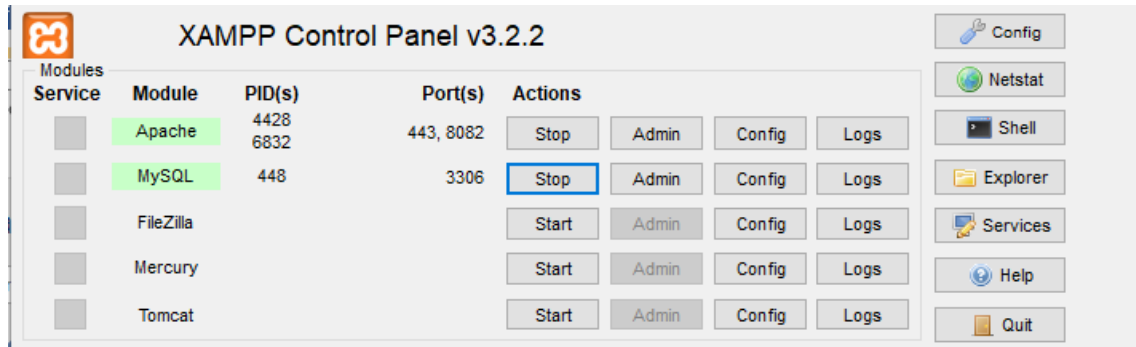 XAMPP Control Panel v3.2.2
Modules
Service Module PID(s) Port(s) Actions
Apache 4428 6832 443, 8082 Stop Admin Config Logs
MySQL 448 3306 Stop Admin Config Logs
FileZilla Start Admin Config Logs
Mercury Start Admin Config Logs
Tomcat Start Admin Config Logs
Config
Netstat
Shell
Explorer
Services
Help
Quit